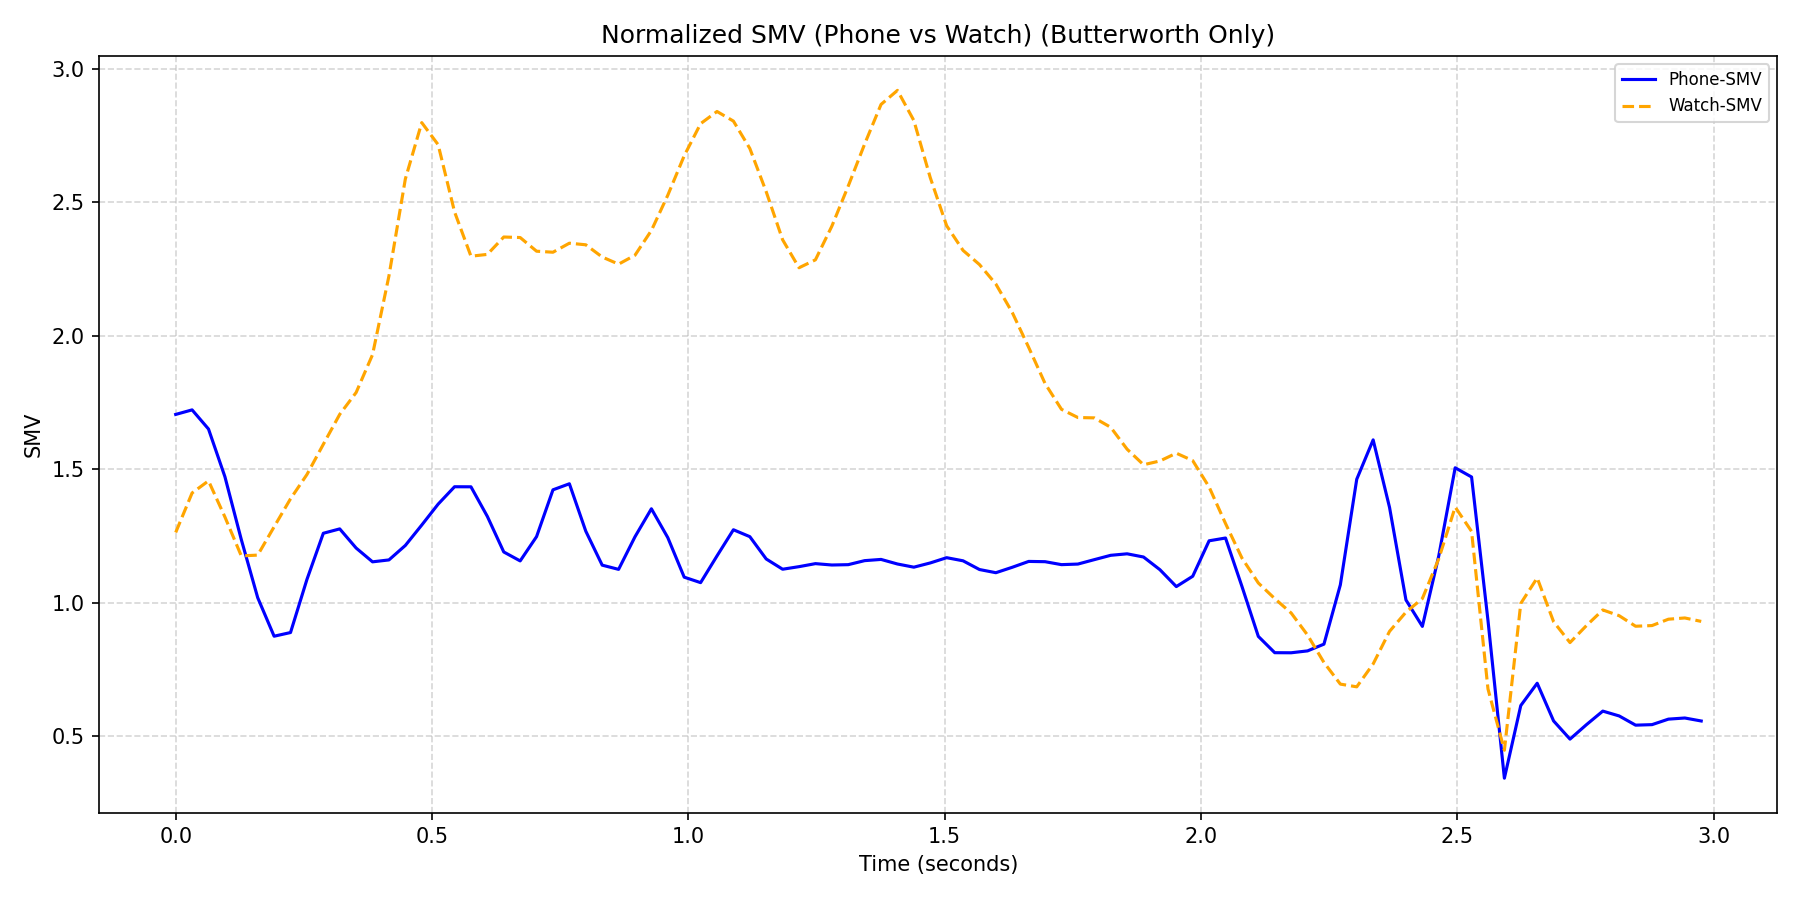 Normalized SMV (Phone vs Watch) (Butterworth Only)
Phone-SMV
Watch-SMV
SMV
3.0
2.5
2.0
1.5
1.0
0.5
0.0 0.5 1.0 1.5 2.0 2.5 3.0
Time (seconds)